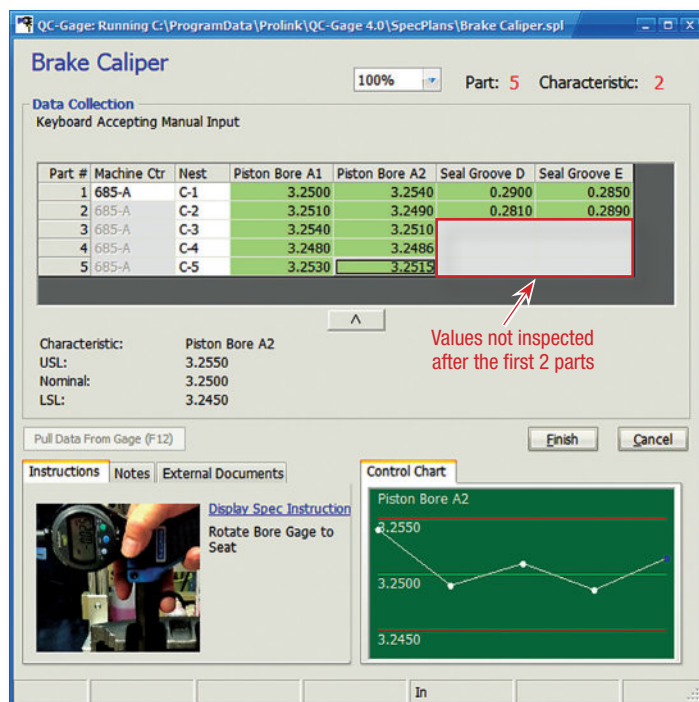 QC-Gage: Running C:\ProgramData\Prolink\QC-Gage 4.0\SpecPlans\Brake Caliper.spl
Brake Caliper
100% Part: 5 Characteristic: 2
Data Collection
Keyboard Accepting Manual Input
Part # Machine Ctr Nest Piston Bore A1 Piston Bore A2 Seal Groove D Seal Groove E
1 685-A C-1 3.2500 3.2540 0.2900 0.2850
2 685-A C-2 3.2510 3.2490 0.2810 0.2890
3 685-A C-3 3.2540 3.2510
4 685-A C-4 3.2480 3.2486
5 685-A C-5 3.2530 3.2515
^
Values not inspected
after the first 2 parts
Characteristic: Piston Bore A2
USL: 3.2550
Nominal: 3.2500
LSL: 3.2450
Pull Data From Gage (F12) Finish Cancel
Instructions Notes External Documents Control Chart
Display Spec Instruction
Rotate Bore Gage to
Seat
Piston Bore A2
3.2550
3.2500
3.2450
In